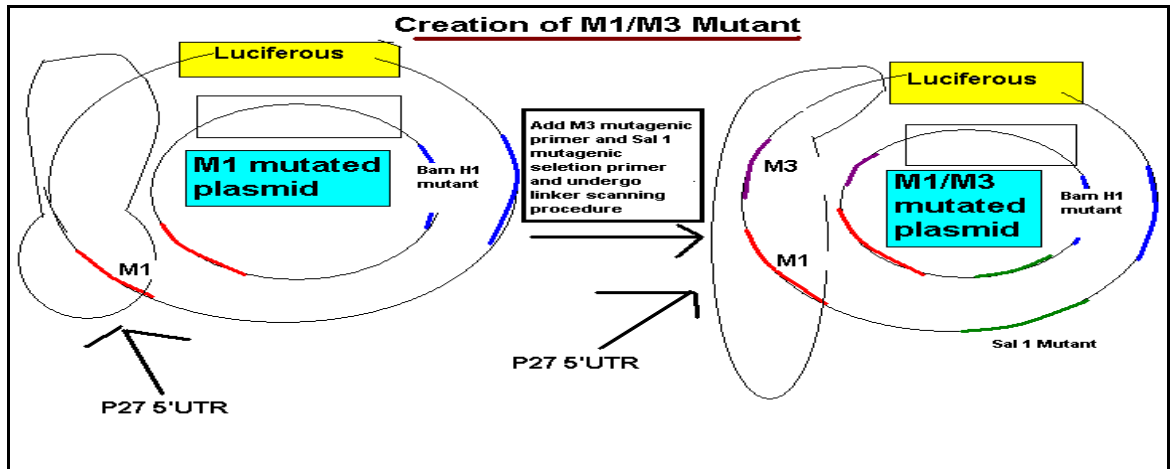 Creation of M1/M3 Mutant
Luciferous
M1 mutated
plasmid
Bam H1
mutant
M1
P27 5'UTR
Add M3 mutagenic
primer and Sal 1
mutagenic
seletion primer
and undergo
linker scanning
procedure
P27 5'UTR
Luciferous
M3
M1/M3
mutated
plasmid
Bam H1
mutant
M1
Sal 1 Mutant